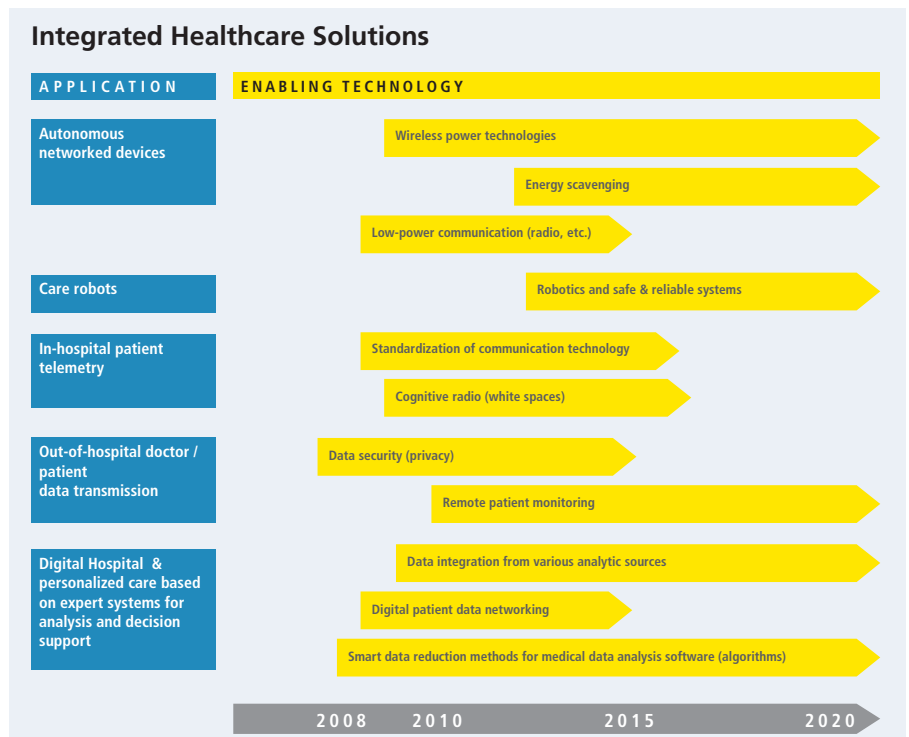 Integrated Healthcare Solutions
APPLICATION
ENABLING TECHNOLOGY
Autonomous
networked devices
Wireless power technologies
Energy scavenging
Low-power communication (radio, etc.)
Care robots
Robotics and safe & reliable systems
In-hospital patient
telemetry
Standardization of communication technology
Cognitive radio (white spaces)
Out-of-hospital doctor /
patient
data transmission
Data security (privacy)
Remote patient monitoring
Digital Hospital &
personalized care based
on expert systems for
analysis and decision
support
Data integration from various analytic sources
Digital patient data networking
Smart data reduction methods for medical data analysis software (algorithms)
2008 2010 2015 2020